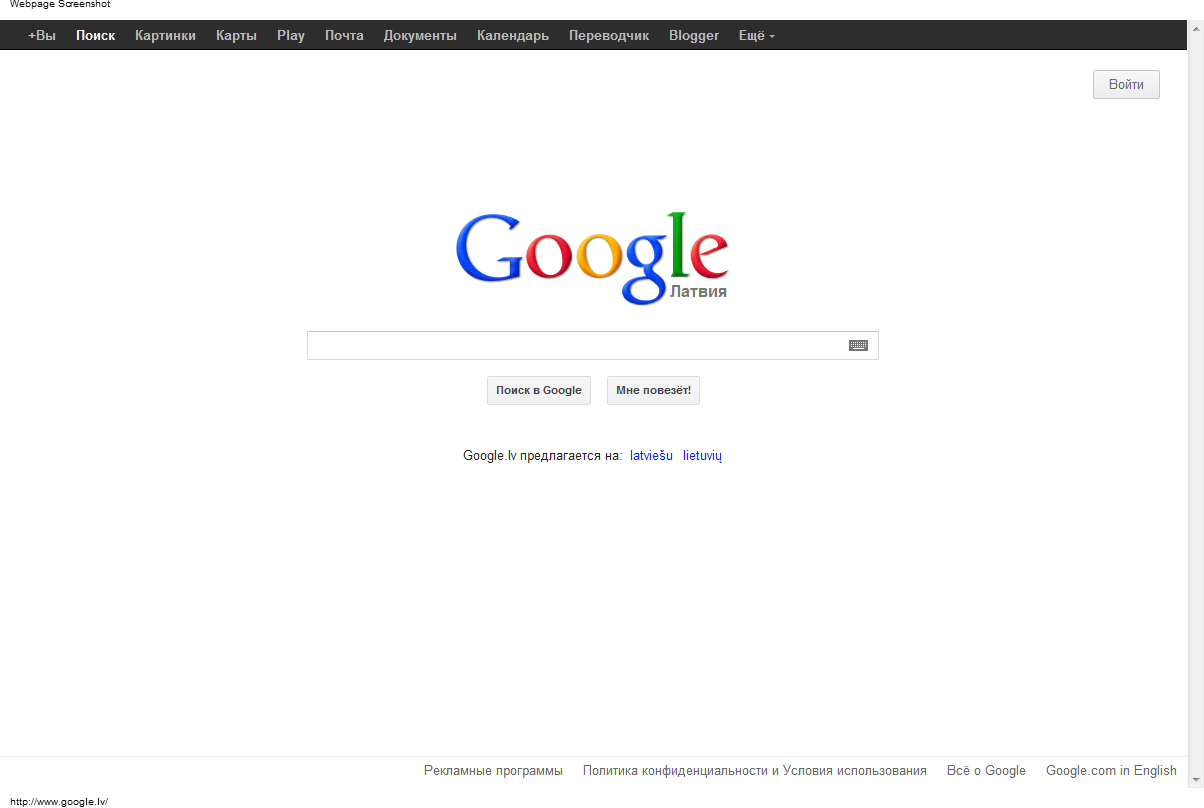 Webpage Screenshot
+Вы Поиск Картинки Карты Play Почта Документы Календарь Переводчик Blogger Ещё
Войти
Google
Латвия
Поиск в Google Мне повезёт!
Google.lv предлагается на: latviešu lietuvių
Рекламные программы Политика конфиденциальности и Условия использования Всё о Google Google.com in English
http://www.google.lv/